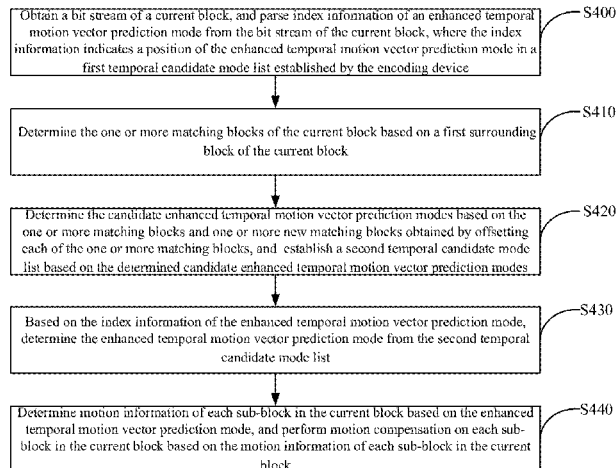 Obtain a bit stream of a current block, and parse index information of an enhanced temporal
motion vector prediction mode from the bit stream of the current block, where the index
information indicates a position of the enhanced temporal motion vector prediction mode in a
first temporal candidate mode list established by the encoding device
S400
Determine the one or more matching blocks of the current block based on a first surrounding
block of the current block
S410
Determine the candidate enhanced temporal motion vector prediction modes based on the
one or more matching blocks and one or more new matching blocks obtained by offsetting
each of the one or more matching blocks, and establish a second temporal candidate mode
list based on the determined candidate enhanced temporal motion vector prediction modes
S420
Based on the index information of the enhanced temporal motion vector prediction mode,
determine the enhanced temporal motion vector prediction mode from the second temporal
candidate mode list
S430
Determine motion information of each sub-block in the current block based on the enhanced
temporal motion vector prediction mode, and perform motion compensation on each sub-
block in the current block based on the motion information of each sub-block in the current
block
S440